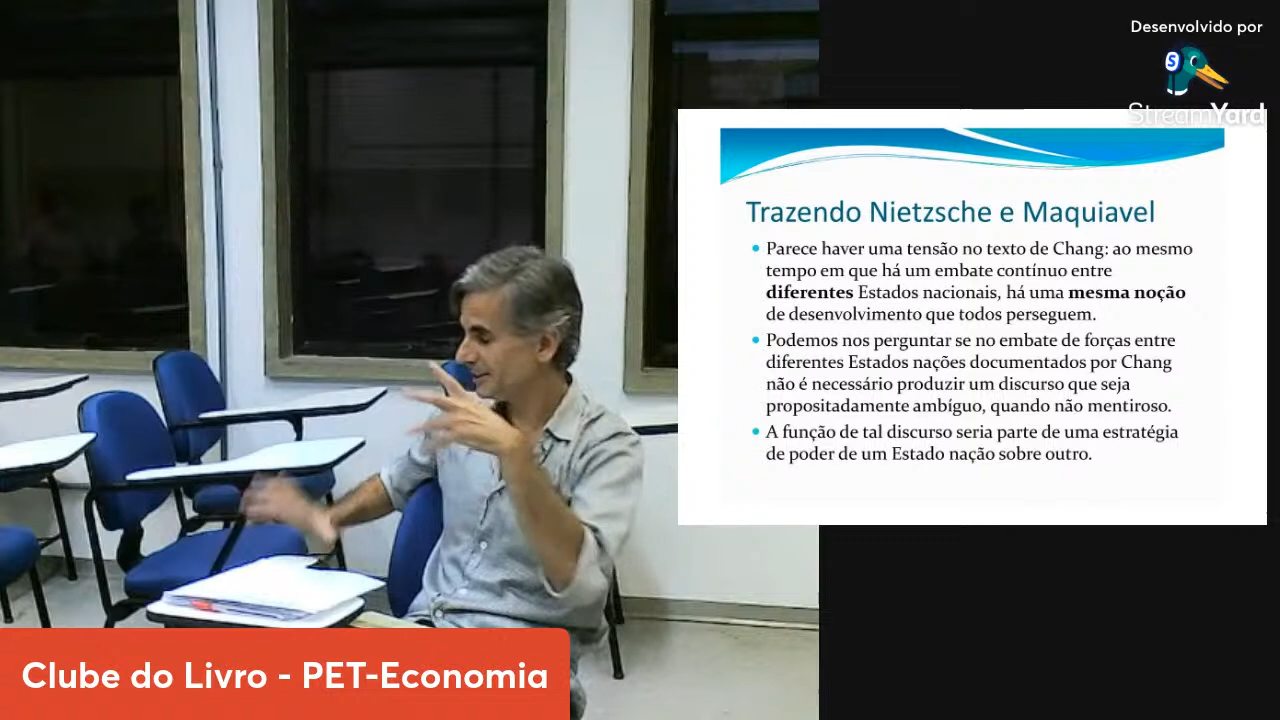 Desenvolvido por
StreamYard
Trazendo Nietzsche e Maquiavel
Parece haver uma tensão no texto de Chang: ao mesmo
tempo em que há um embate contínuo entre
diferentes Estados nacionais, há uma mesma noção
de desenvolvimento que todos perseguem.
Podemos nos perguntar se no embate de forças entre
diferentes Estados nações documentados por Chang
não é necessário produzir um discurso que seja
propositadamente ambíguo, quando não mentiroso.
A função de tal discurso seria parte de uma estratégia
de poder de um Estado nação sobre outro.
Clube do Livro - PET-Economia